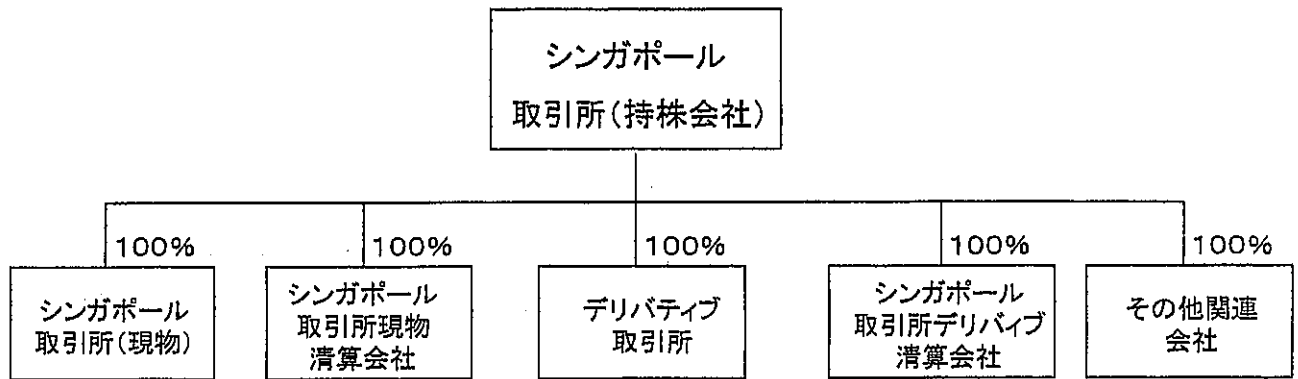 シンガポール
取引所(持株会社)
100%
100%
100%
100%
100%
シンガポール
取引所(現物)
シンガポール
取引所現物
清算会社
デリバティブ
取引所
シンガポール
取引所デリバィブ
清算会社
その他関連
会社